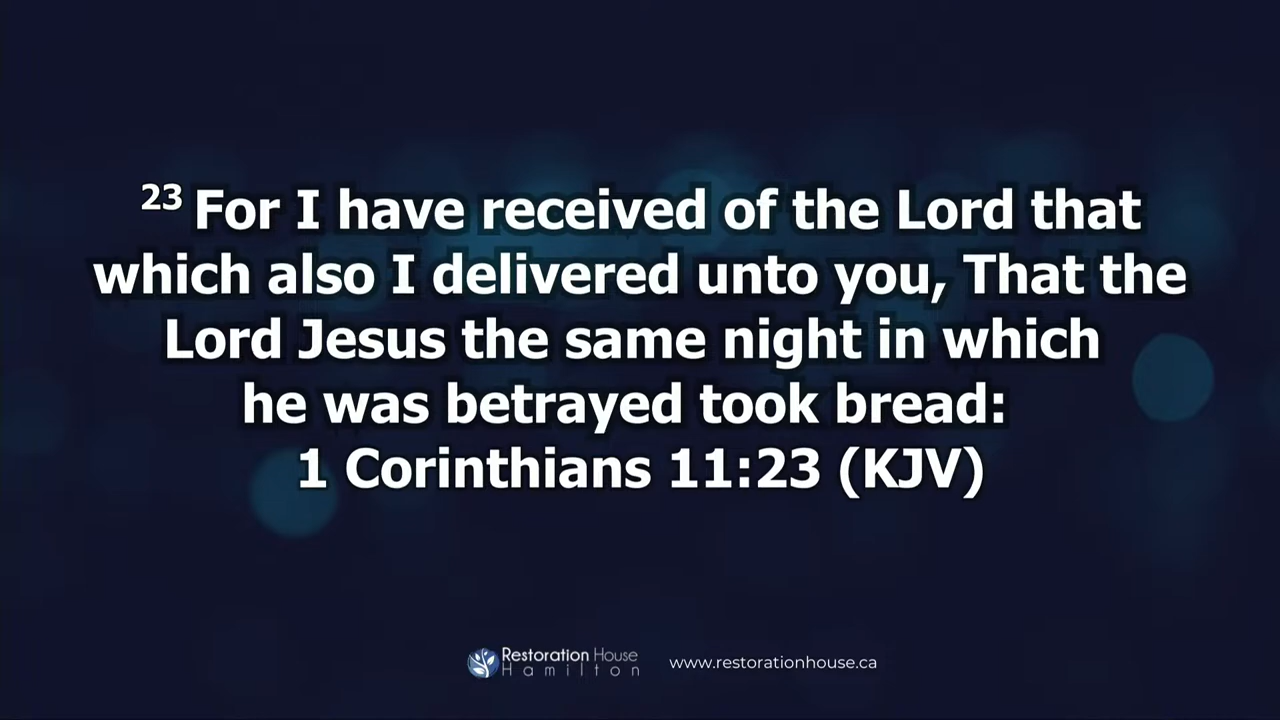 23 For I have received of the Lord that
which also I delivered unto you, That the
Lord Jesus the same night in which
he was betrayed took bread:
1 Corinthians 11:23 (KJV)
Restoration House
Hamilton
www.restorationhouse.ca